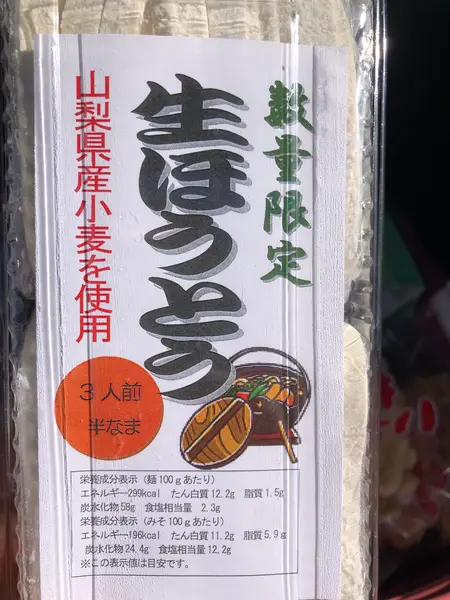 数量限定
生ほうとう
山梨県産小麦を使用
3人前
半なま
栄養成分表示(麺100gあたり)
エネルギー299kcal たん白質12.2g 脂質1.5g
炭水化物58g 食塩相当量 2.3g
栄養成分表示(みそ100gあたり)
エネルギー196kcal たん白質11.2g 脂質5.9g
炭水化物24.4g 食塩相当量12.2g
※この表示値は目安です。